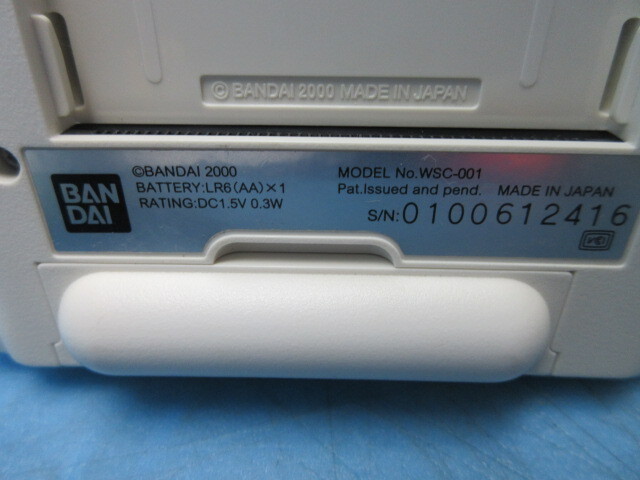 ©BANDAI 2000 MADE IN JAPAN
BAN
DAI
©BANDAI 2000
BATTERY:LR6(AA)×1
RATING:DC1.5V 0.3W
MODEL No.WSC-001
Pat.Issued and pend. MADE IN JAPAN
S/N:0100612416